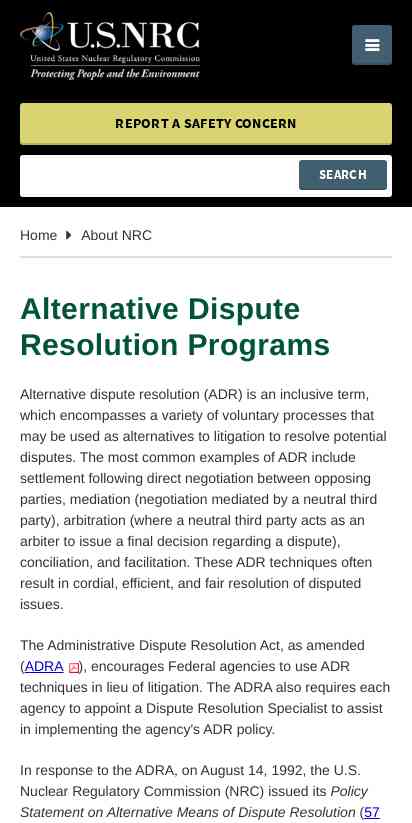 U.S.NRC
United States Nuclear Regulatory Commission
Protecting People and the Environment
REPORT A SAFETY CONCERN
SEARCH
Home About NRC
Alternative Dispute
Resolution Programs
Alternative dispute resolution (ADR) is an inclusive term,
which encompasses a variety of voluntary processes that
may be used as alternatives to litigation to resolve potential
disputes. The most common examples of ADR include
settlement following direct negotiation between opposing
parties, mediation (negotiation mediated by a neutral third
party), arbitration (where a neutral third party acts as an
arbiter to issue a final decision regarding a dispute),
conciliation, and facilitation. These ADR techniques often
result in cordial, efficient, and fair resolution of disputed
issues.
The Administrative Dispute Resolution Act, as amended
(ADRA ), encourages Federal agencies to use ADR
techniques in lieu of litigation. The ADRA also requires each
agency to appoint a Dispute Resolution Specialist to assist
in implementing the agency's ADR policy.
In response to the ADRA, on August 14, 1992, the U.S.
Nuclear Regulatory Commission (NRC) issued its Policy
Statement on Alternative Means of Dispute Resolution (57